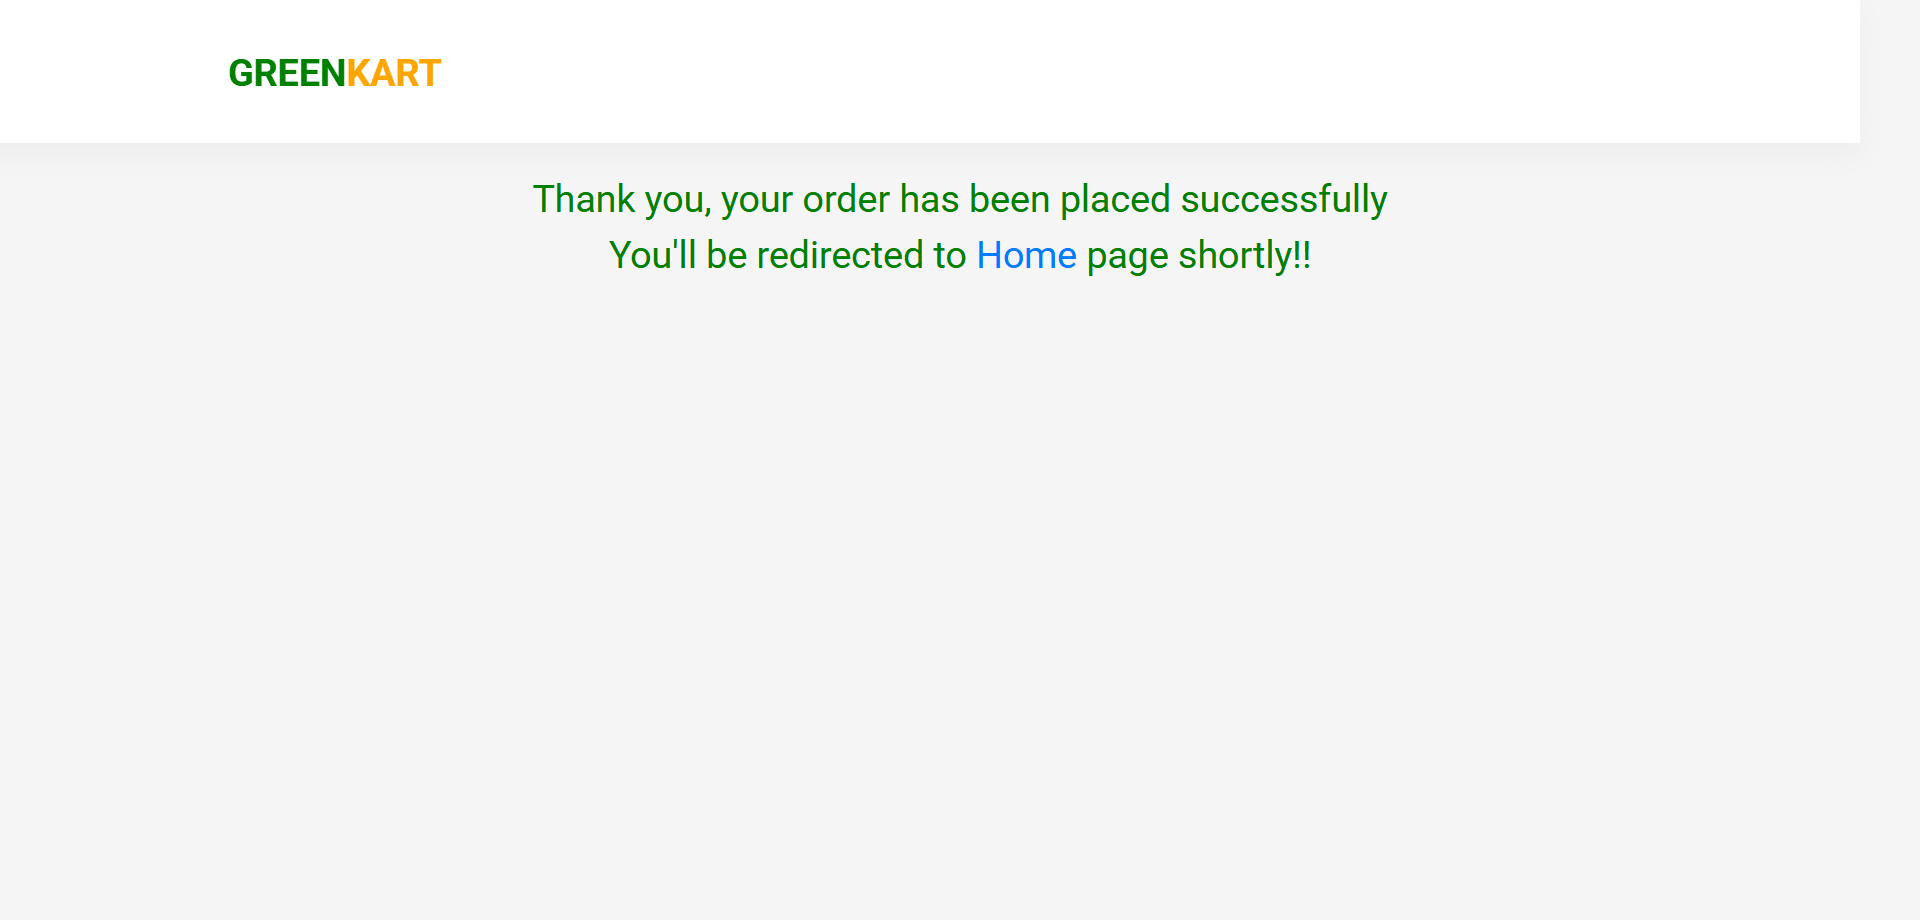 GREENKART
Thank you, your order has been placed successfully
You'll be redirected to Home page shortly!!